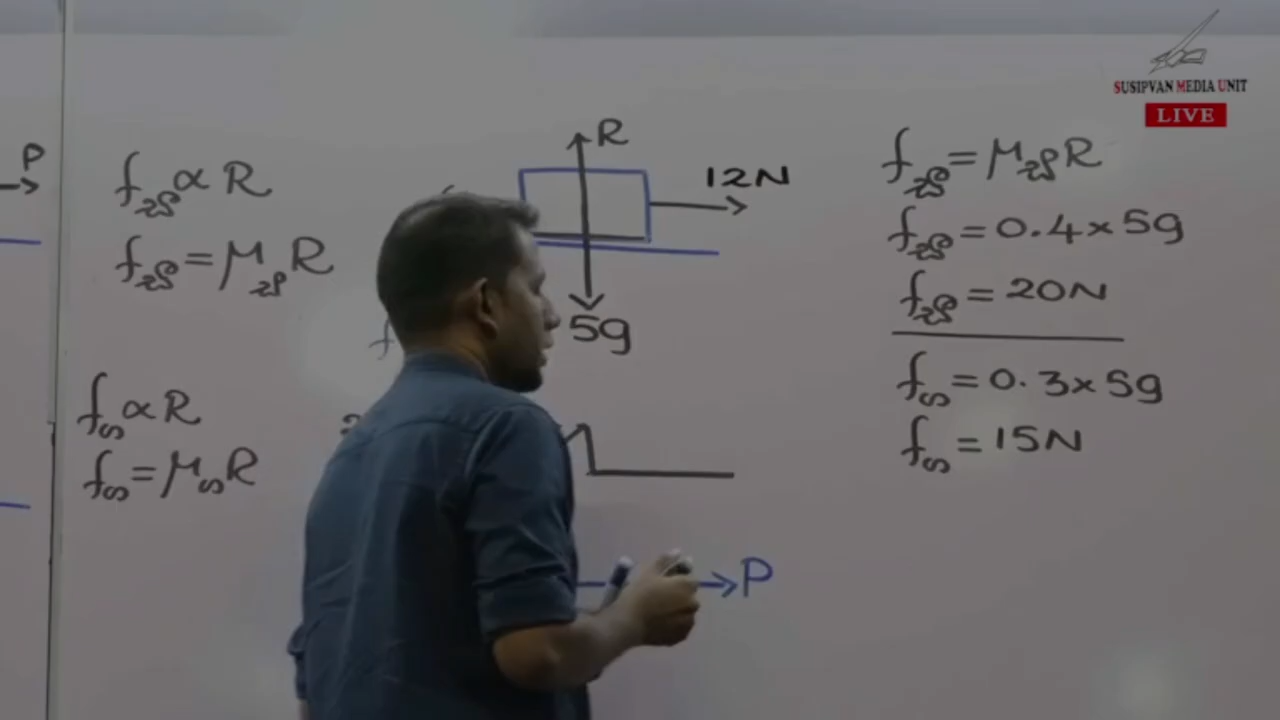 P
f_සී ∝ R
f_සී = μ_සී R
f_ග ∝ R
f_ග = μ_ග R
R
12N
5g
f
P
f_සී = μ_සී R
f_සී = 0.4 x 5g
f_සී = 20N
f_ග = 0.3 x 5g
f_ග = 15N
SUSIPVAN MEDIA UNIT
LIVE